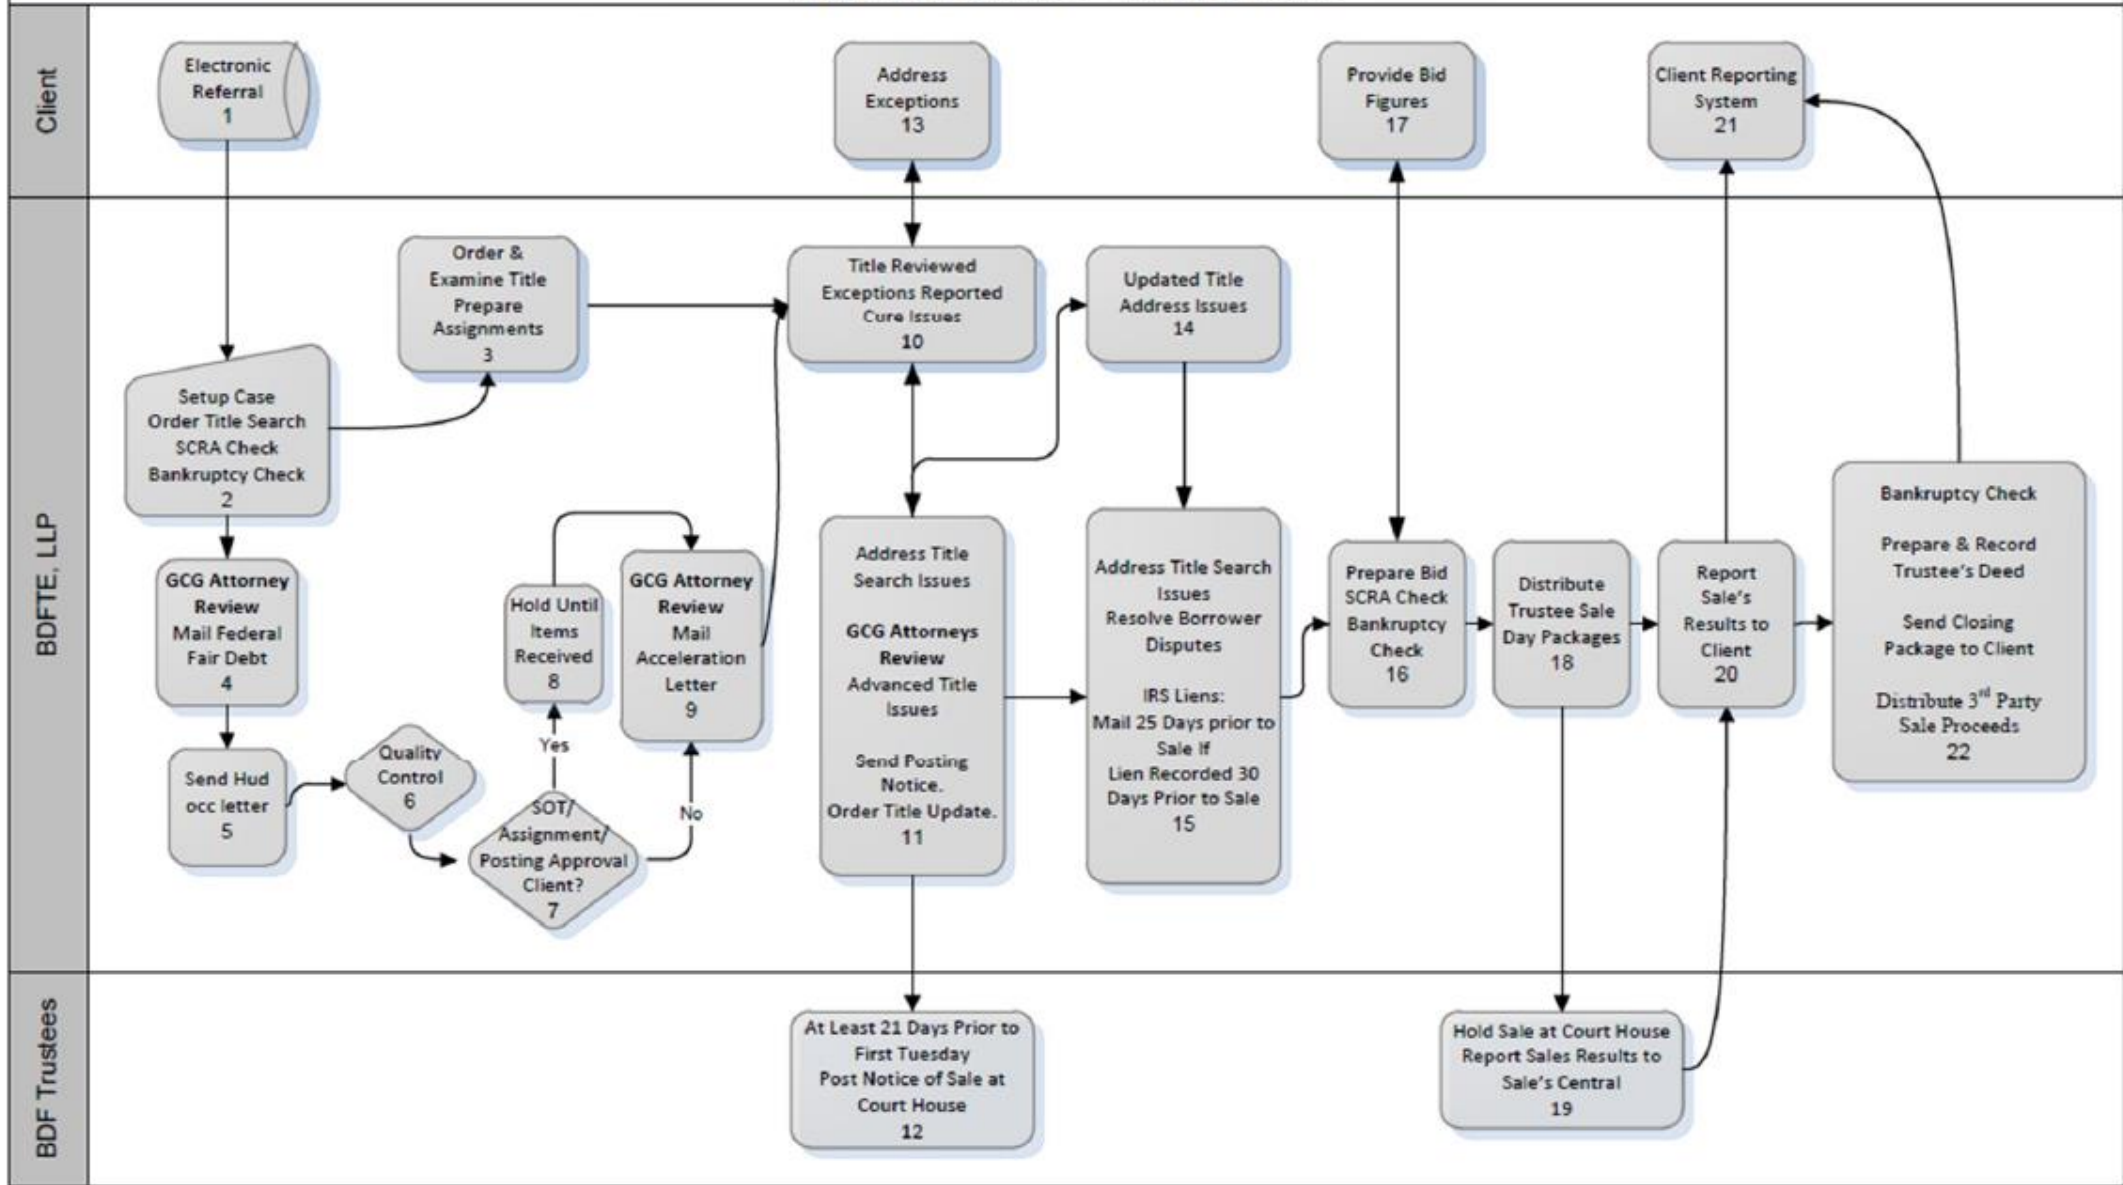 Client
Electronic
Referral
1
Address
Exceptions
13
Provide Bid
Figures
17
Client Reporting
System
21
BDFTE, LLP
Setup Case
Order Title Search
SCRA Check
Bankruptcy Check
2
Order &
Examine Title
Prepare
Assignments
3
GCG Attorney
Review
Mail Federal
Fair Debt
4
Send Hud
occ letter
5
Quality
Control
6
SOT/
Assignment/
Posting Approval
Client?
7
Yes
No
Hold Until
Items
Received
8
GCG Attorney
Review
Mail
Acceleration
Letter
9
Title Reviewed
Exceptions Reported
Cure Issues
10
Address Title
Search Issues
GCG Attorneys
Review
Advanced Title
Issues
Send Posting
Notice.
Order Title Update.
11
Updated Title
Address Issues
14
Address Title Search
Issues
Resolve Borrower
Disputes
IRS Liens:
Mail 25 Days prior to
Sale If
Lien Recorded 30
Days Prior to Sale
15
Prepare Bid
SCRA Check
Bankruptcy
Check
16
Distribute
Trustee Sale
Day Packages
18
Report
Sale's
Results to
Client
20
Bankruptcy Check
Prepare & Record
Trustee's Deed
Send Closing
Package to Client
Distribute 3rd Party
Sale Proceeds
22
BDF Trustees
At Least 21 Days Prior to
First Tuesday
Post Notice of Sale at
Court House
12
Hold Sale at Court House
Report Sales Results to
Sale's Central
19